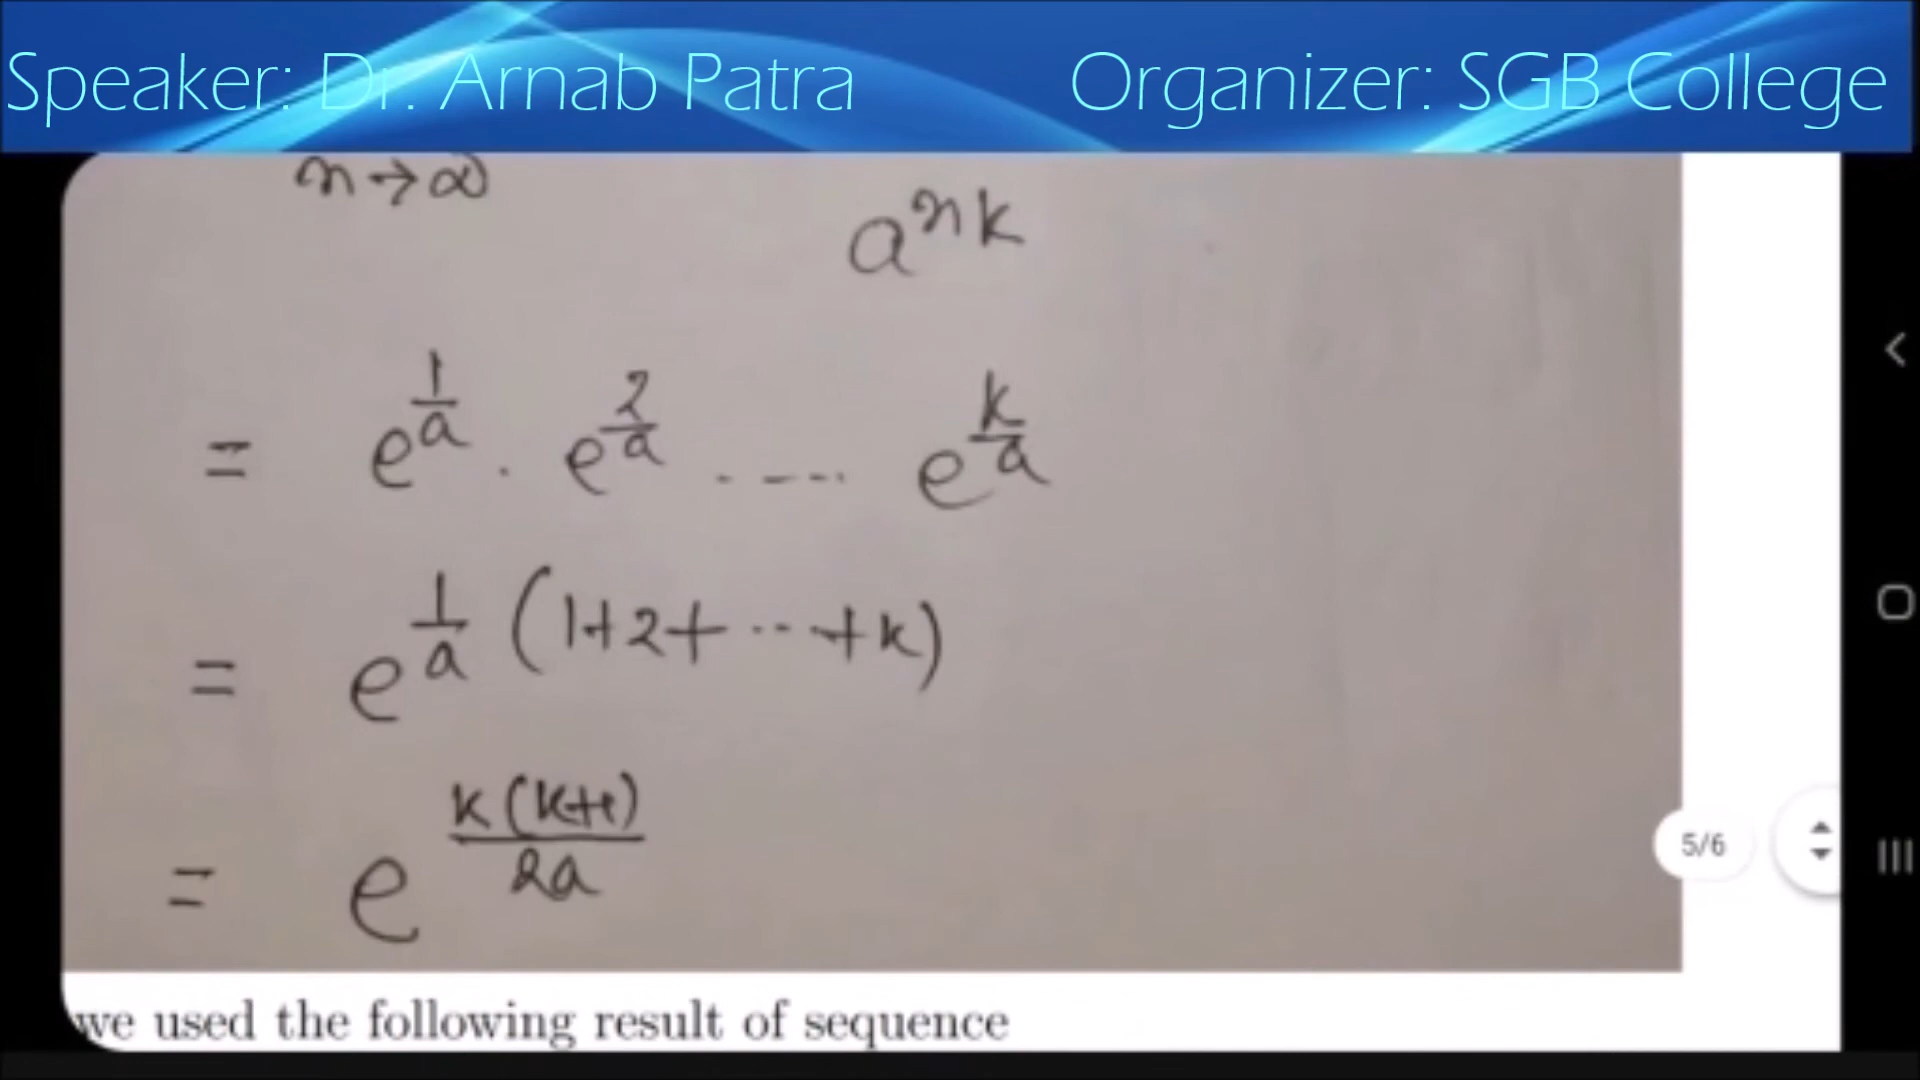 Speaker: Dr. Arnab Patra Organizer: SGB College
n→∞
a^{nk}
= e^{1/a} · e^{2/a} ..... e^{k/a}
= e^{1/a (1+2+...+k)}
= e^{k(k+1)/2a}
5/6
we used the following result of sequence